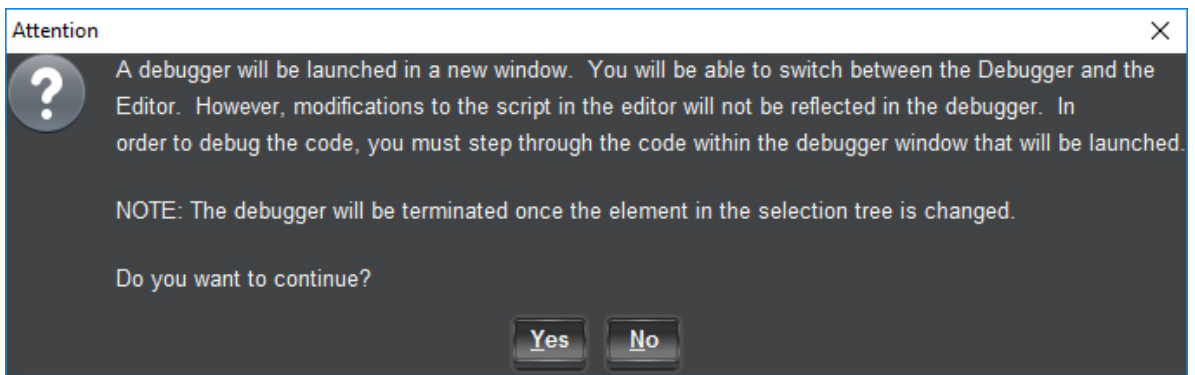 Attention
A debugger will be launched in a new window.  You will be able to switch between the Debugger and the
Editor.  However, modifications to the script in the editor will not be reflected in the debugger.  In
order to debug the code, you must step through the code within the debugger window that will be launched.
NOTE: The debugger will be terminated once the element in the selection tree is changed.
Do you want to continue?
Yes No